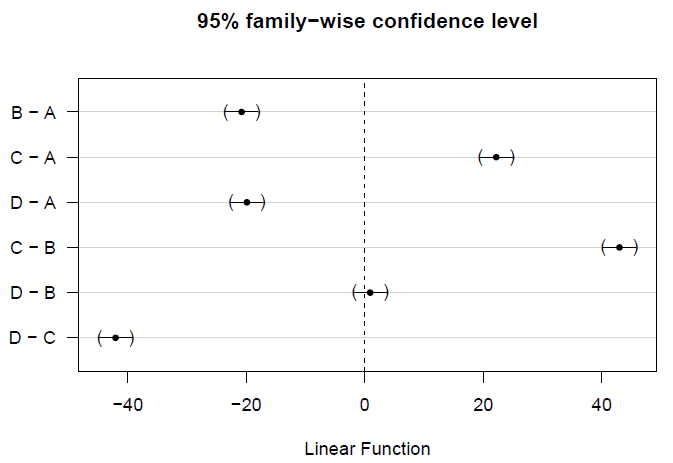 95% family−wise confidence level
B − A
C − A
D − A
C − B
D − B
D − C
−40 −20 0 20 40
Linear Function